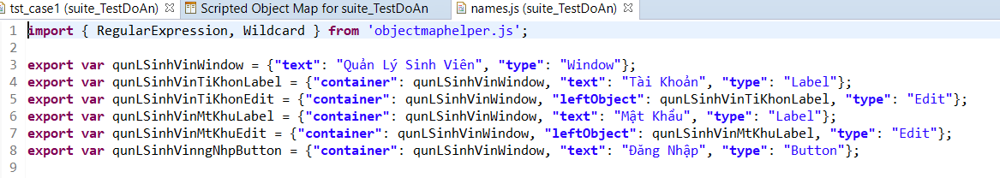 tst_case1 (suite_TestDoAn) Scripted Object Map for suite_TestDoAn names.js (suite_TestDoAn)
1 import { RegularExpression, Wildcard } from 'objectmaphelper.js';
2
3 export var qunLSinhVinWindow = {"text": "Quản Lý Sinh Viên", "type": "Window"};
4 export var qunLSinhVinTiKhonLabel = {"container": qunLSinhVinWindow, "text": "Tài Khoản", "type": "Label"};
5 export var qunLSinhVinTiKhonEdit = {"container": qunLSinhVinWindow, "leftObject": qunLSinhVinTiKhonLabel, "type": "Edit"};
6 export var qunLSinhVinMtKhuLabel = {"container": qunLSinhVinWindow, "text": "Mật Khẩu", "type": "Label"};
7 export var qunLSinhVinMtKhuEdit = {"container": qunLSinhVinWindow, "leftObject": qunLSinhVinMtKhuLabel, "type": "Edit"};
8 export var qunLSinhVinngNhpButton = {"container": qunLSinhVinWindow, "text": "Đăng Nhập", "type": "Button"};
9